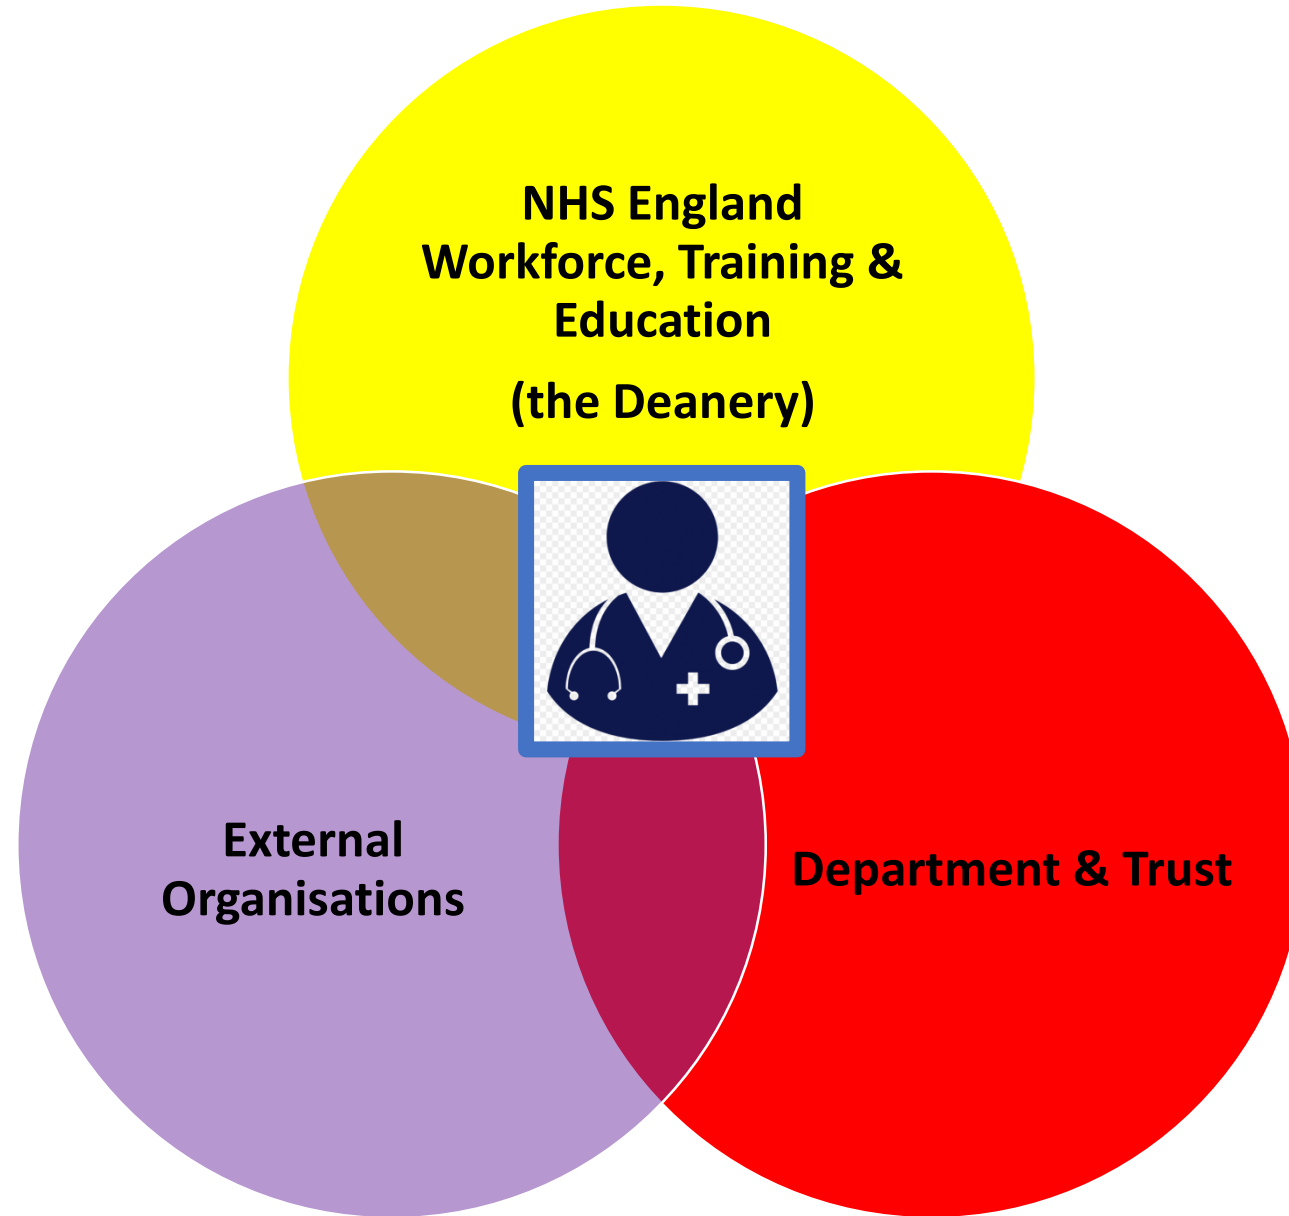 NHS England
Workforce, Training &
Education
(the Deanery)
External
Organisations
Department & Trust